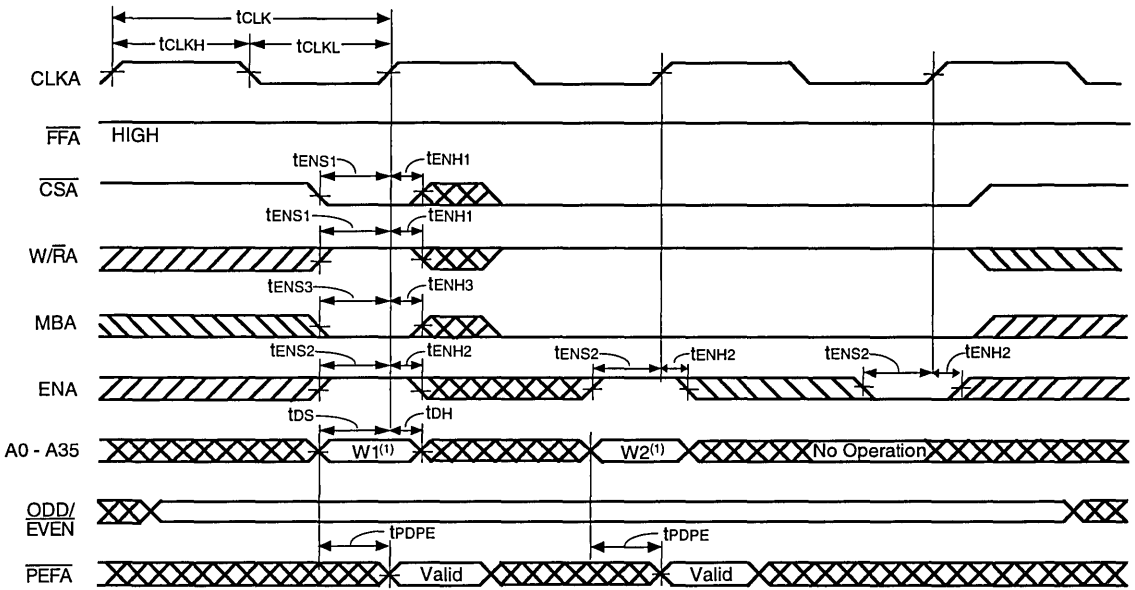 tCLK
tCLKH tCLKL
CLKA
FFA HIGH
tENS1 tENH1
CSA
tENS1 tENH1
W/RA
tENS3 tENH3
MBA
tENS2 tENH2 tENS2 tENH2 tENS2 tENH2
ENA
tDS tDH
A0 - A35 W1(1) W2(1) No Operation
ODD/
EVEN
tPDPE tPDPE
PEFA Valid Valid